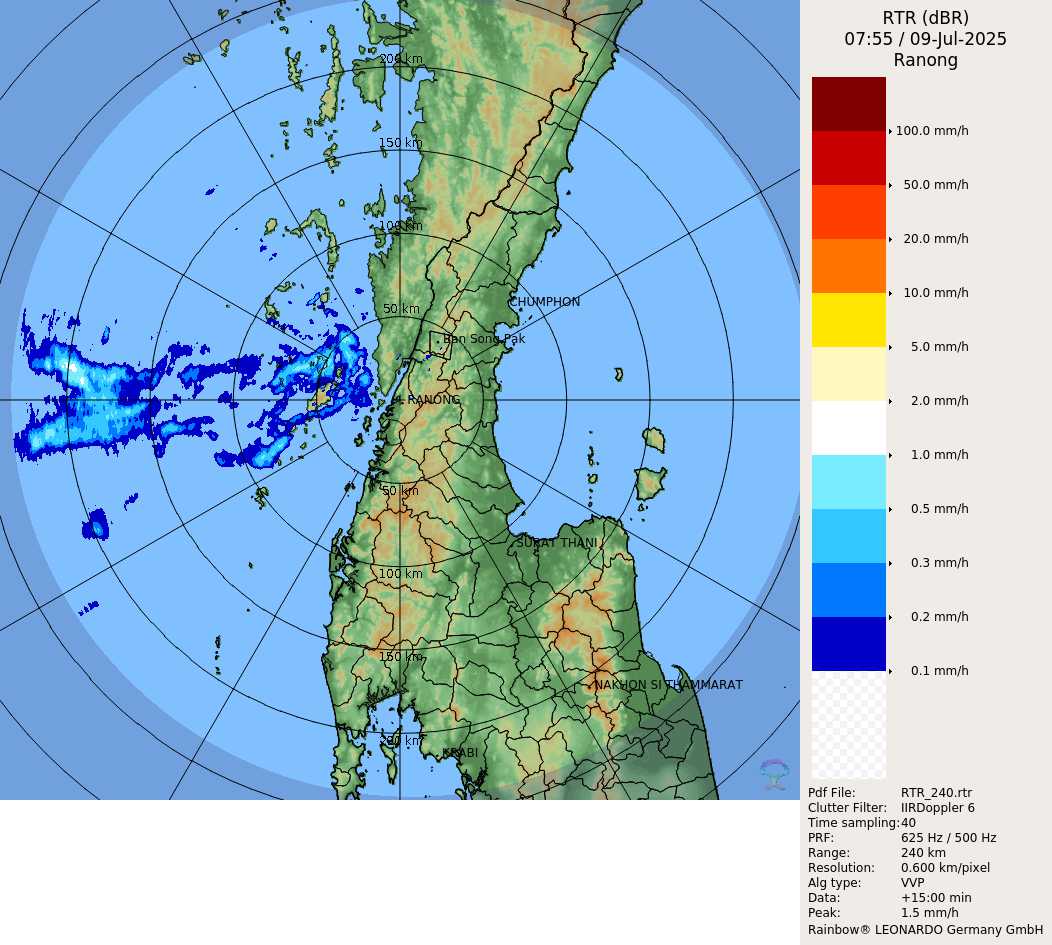 RTR (dBR)
07:55 / 09-Jul-2025
Ranong
100.0 mm/h
50.0 mm/h
20.0 mm/h
10.0 mm/h
5.0 mm/h
2.0 mm/h
1.0 mm/h
0.5 mm/h
0.3 mm/h
0.2 mm/h
0.1 mm/h
200 km
150 km
100 km
CHUMPHON
50 km
Ban Song Pak
RANONG
50 km
SURAT THANI
100 km
150 km
NAKHON SI THAMMARAT
200 km
KRABI
Pdf File: RTR_240.rtr
Clutter Filter: IIRDoppler 6
Time sampling:40
PRF: 625 Hz / 500 Hz
Range: 240 km
Resolution: 0.600 km/pixel
Alg type: VVP
Data: +15:00 min
Peak: 1.5 mm/h
Rainbow® LEONARDO Germany GmbH